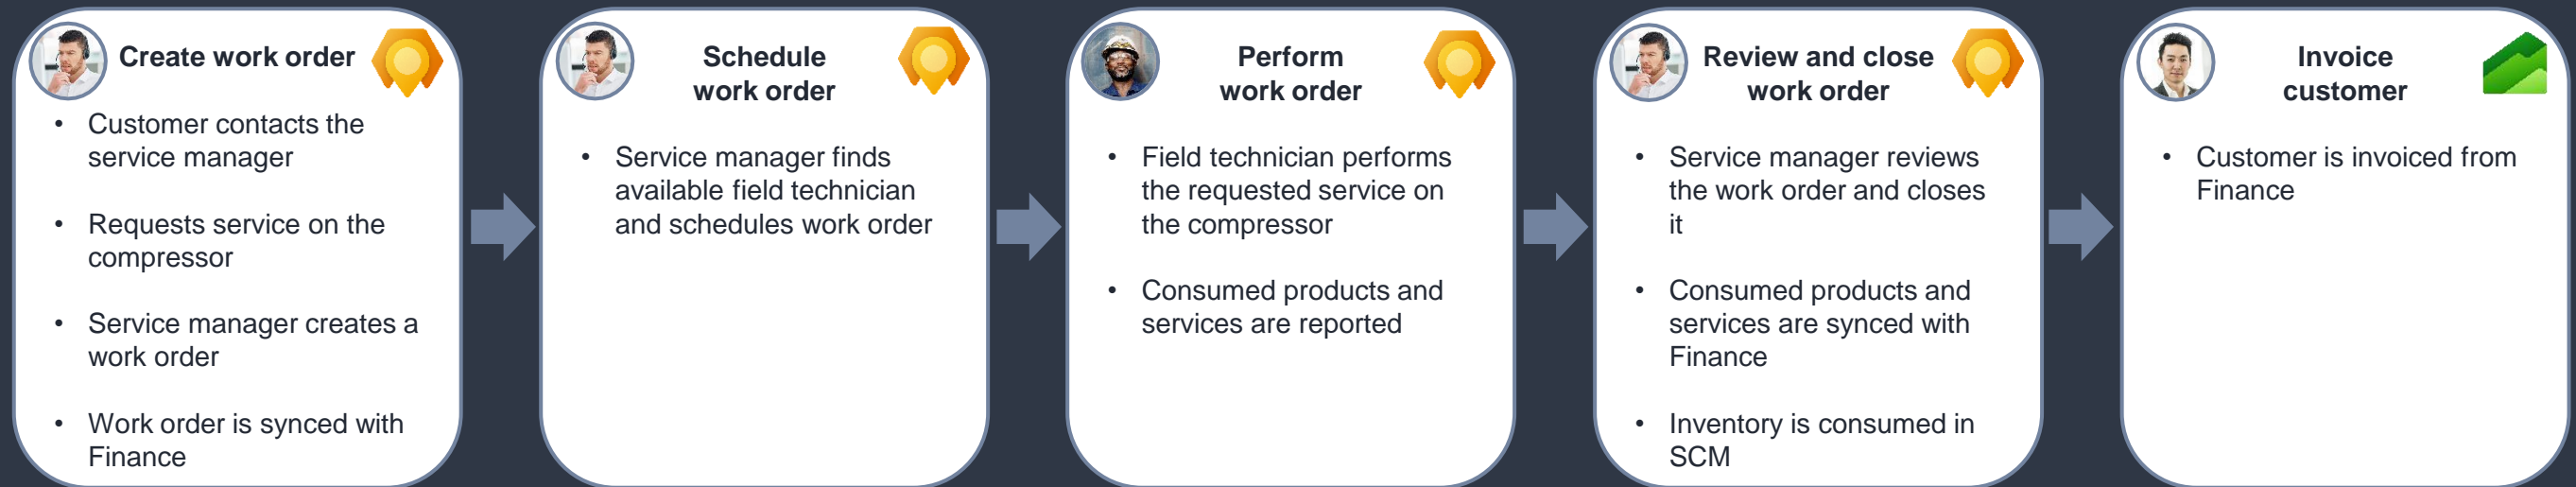 Create work order
• Customer contacts the
service manager
• Requests service on the
compressor
• Service manager creates a
work order
• Work order is synced with
Finance
Schedule
work order
• Service manager finds
available field technician
and schedules work order
Perform
work order
• Field technician performs
the requested service on
the compressor
• Consumed products and
services are reported
Review and close
work order
• Service manager reviews
the work order and closes
it
• Consumed products and
services are synced with
Finance
• Inventory is consumed in
SCM
Invoice
customer
• Customer is invoiced from
Finance